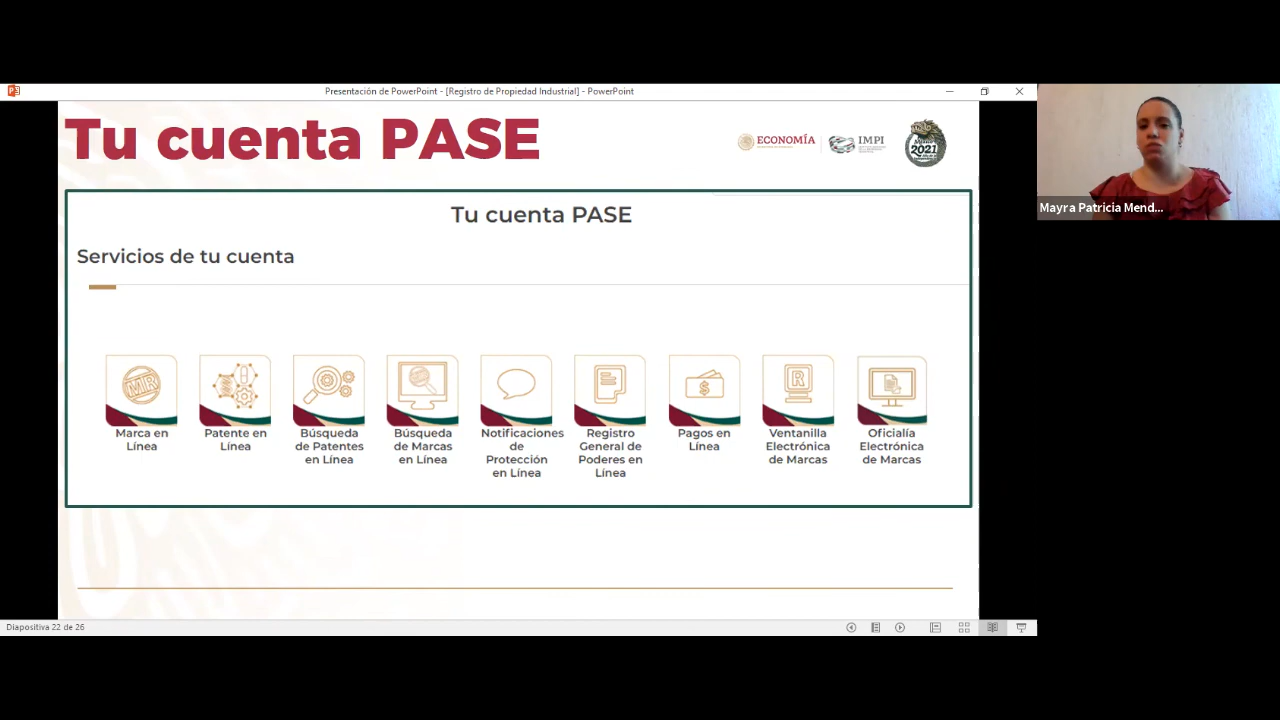 Presentación de PowerPoint - [Registro de Propiedad Industrial] - PowerPoint
Tu cuenta PASE
ECONOMÍA
IMPI
México
2021
Mayra Patricia Mend...
Tu cuenta PASE
Servicios de tu cuenta
MR
$
R
Marca en
Línea
Patente en
Línea
Búsqueda
de Patentes
en Línea
Búsqueda
de Marcas
en Línea
Notificaciones
de
Protección
en Línea
Registro
General de
Poderes en
Línea
Pagos en
Línea
Ventanilla
Electrónica
de Marcas
Oficialía
Electrónica
de Marcas
Diapositiva 22 de 26